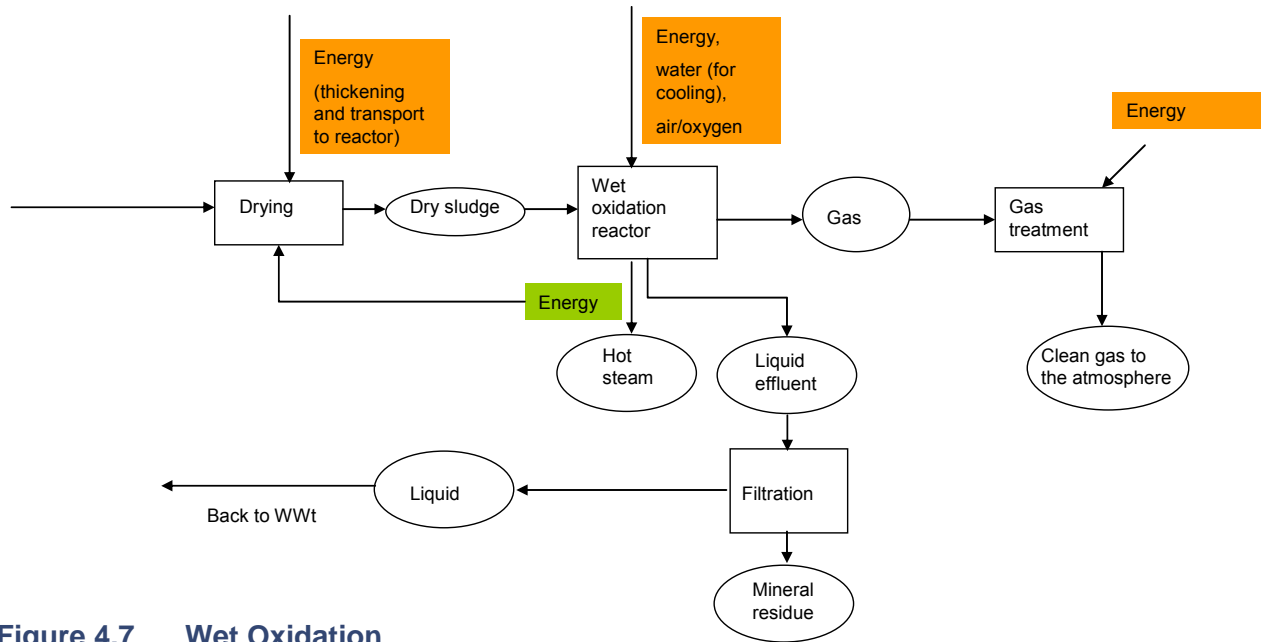 Energy
(thickening
and transport
to reactor)
Energy,
water (for
cooling),
air/oxygen
Energy
Drying
Dry sludge
Wet
oxidation
reactor
Gas
Gas
treatment
Energy
Hot
steam
Liquid
effluent
Clean gas to
the atmosphere
Liquid
Filtration
Back to WWt
Mineral
residue
Figure 4.7 Wet Oxidation